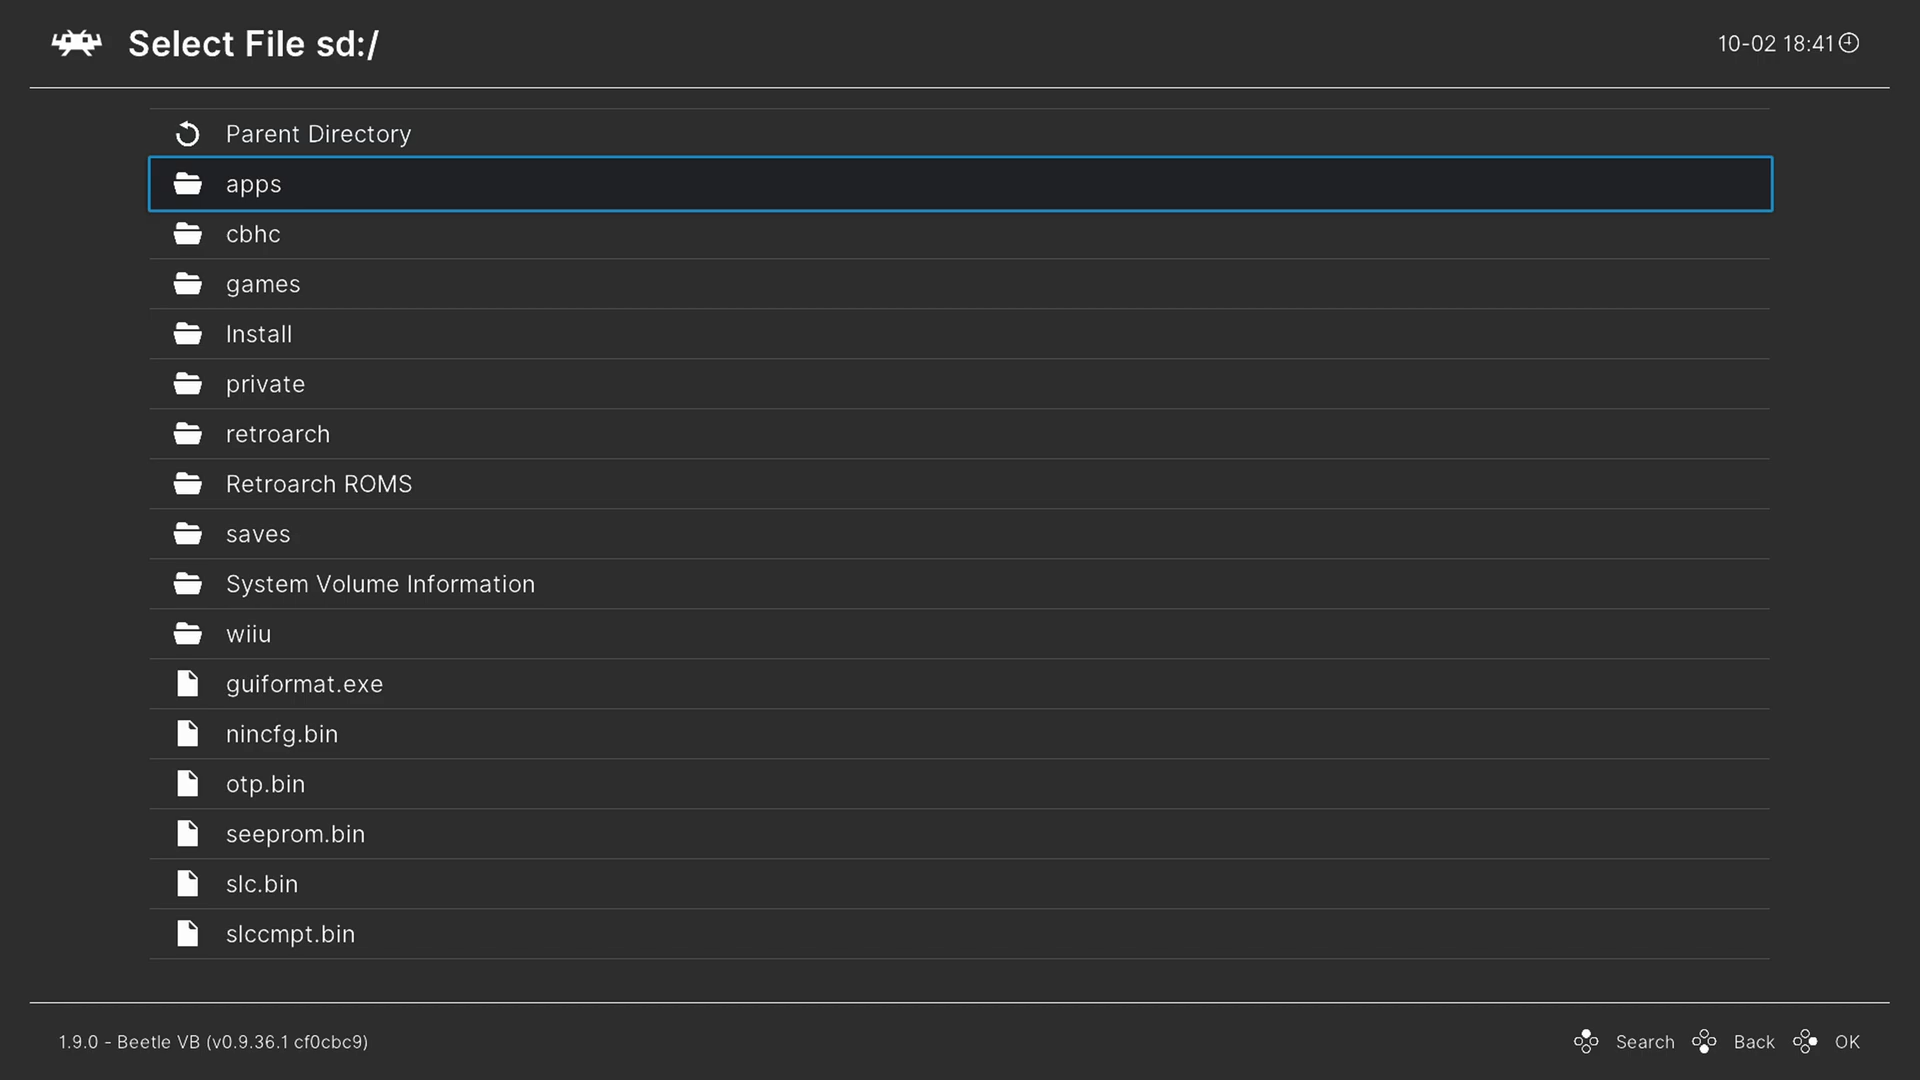 Select File sd:/
10-02 18:41
Parent Directory
apps
cbhc
games
Install
private
retroarch
Retroarch ROMS
saves
System Volume Information
wiiu
guiformat.exe
nincfg.bin
otp.bin
seeprom.bin
slc.bin
slccmpt.bin
1.9.0 - Beetle VB (v0.9.36.1 cf0cbc9)
Search Back OK